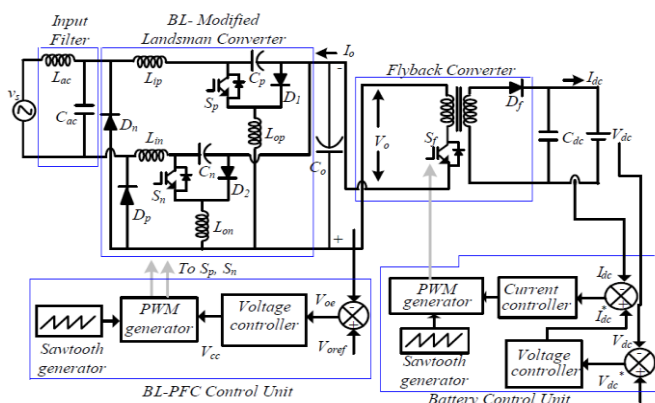 Input
Filter
BL- Modified
Landsman Converter
Lac
Lip
Cp
Io
-
Sp
D1
vs
Cac
Dn
Lin
Lop
Cn
Sn
D2
Dp
Lon
Co
+
Vo
Flyback Converter
Sf
Df
Idc
Cdc
Vdc
To Sp, Sn
PWM
generator
Voltage
controller
Sawtooth
generator
Vcc
Voe
-
+
Voref
BL-PFC Control Unit
PWM
generator
Current
controller
Idc
-
+
Idc*
Sawtooth
generator
Voltage
controller
Vdc
-
+
Vdc*
Battery Control Unit